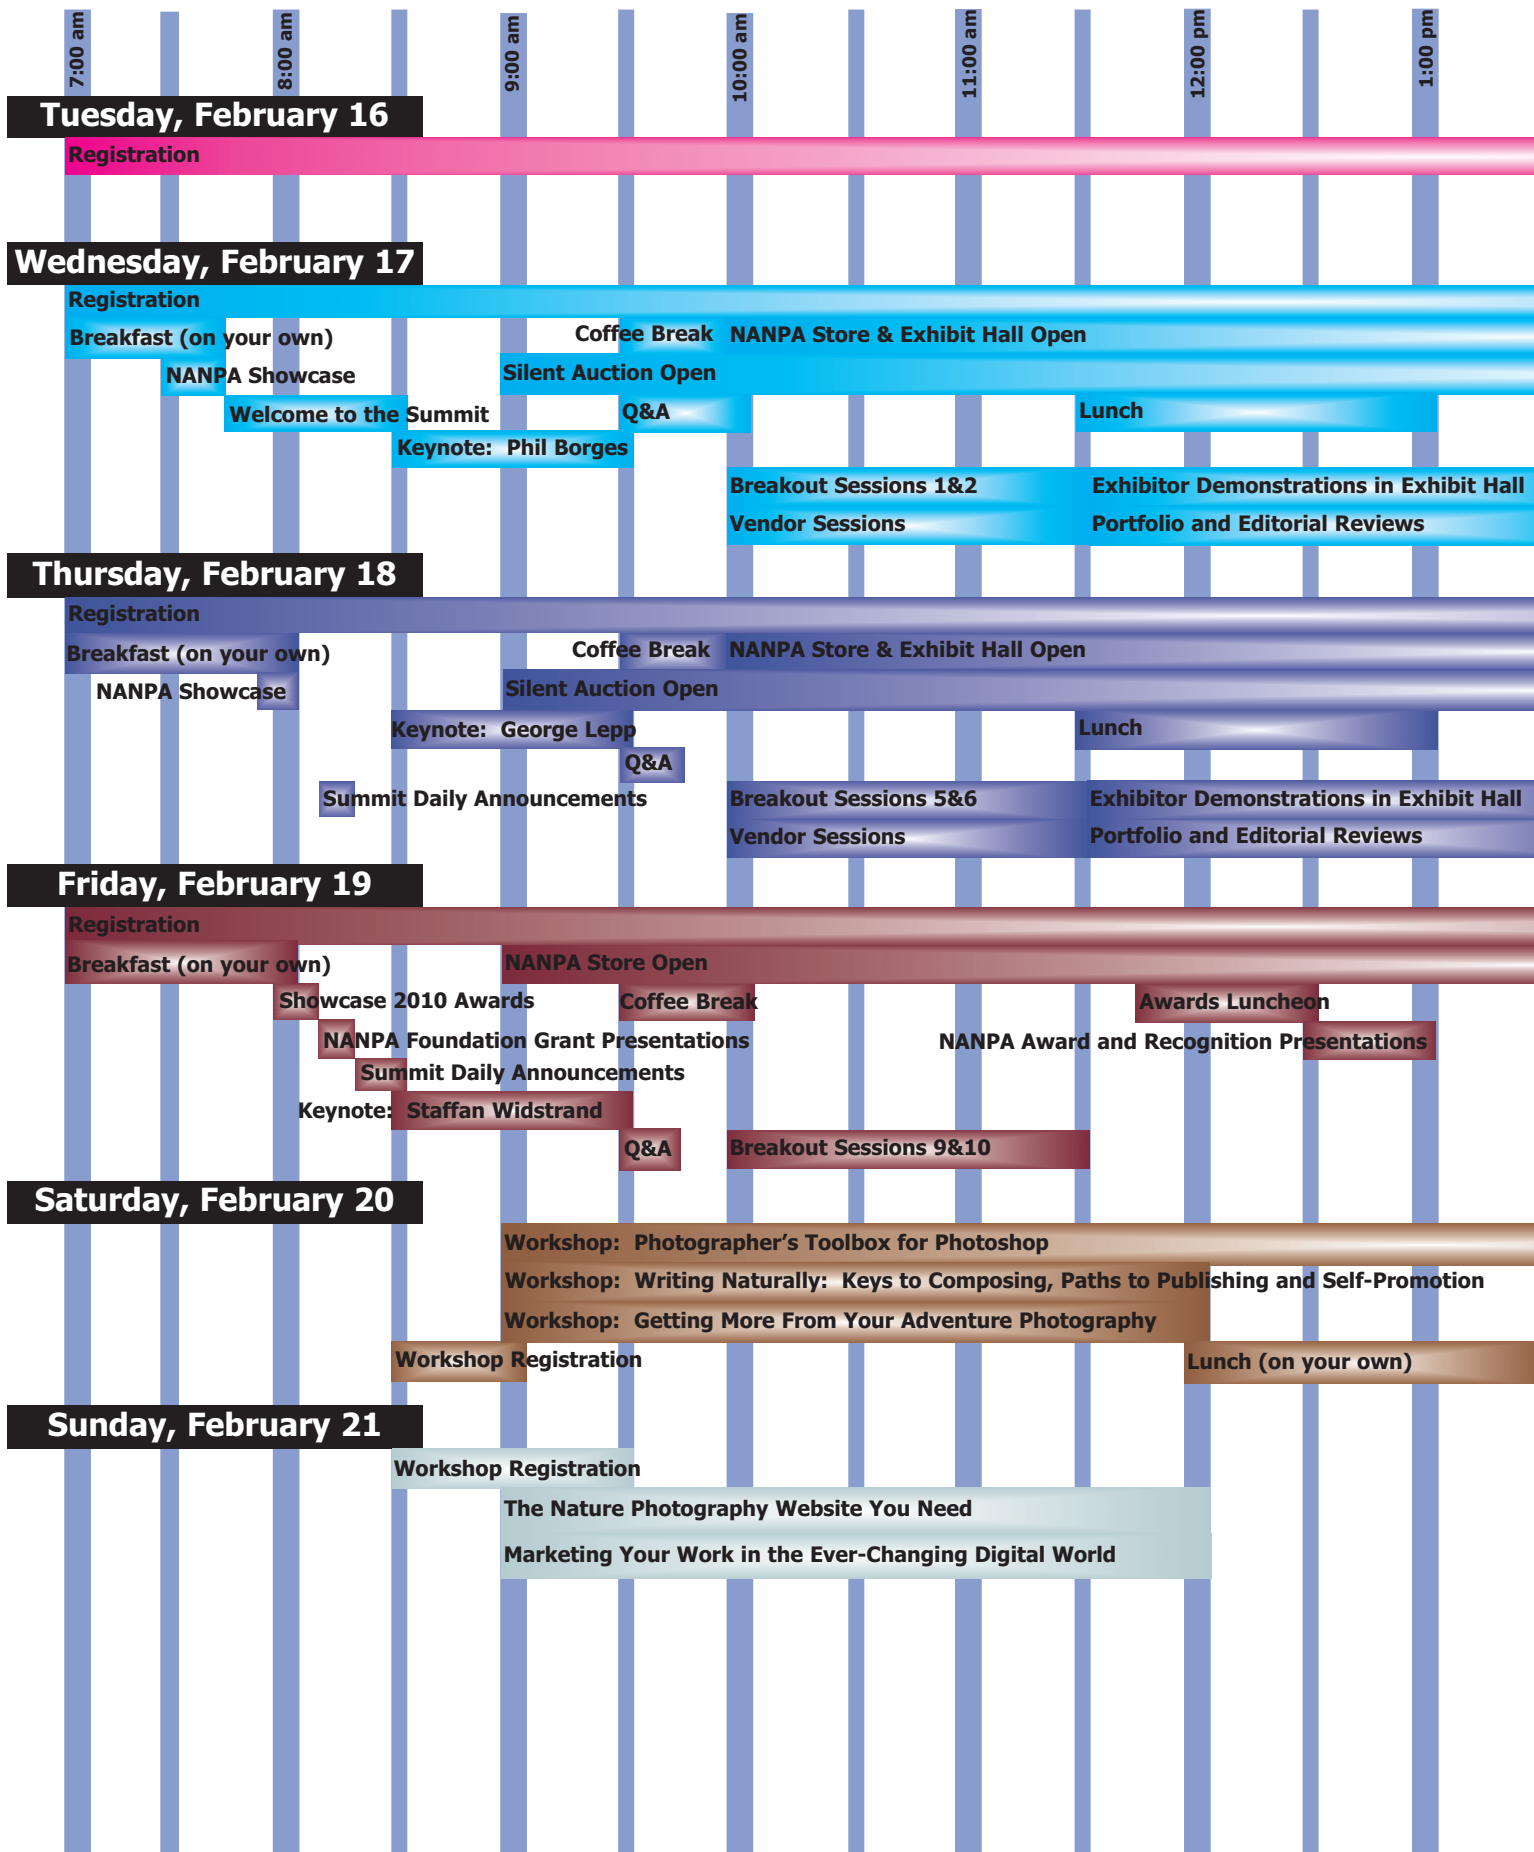 7:00 am
8:00 am
9:00 am
10:00 am
11:00 am
12:00 pm
1:00 pm
Tuesday, February 16
Registration
Wednesday, February 17
Registration
Breakfast (on your own)
Coffee Break
NANPA Store & Exhibit Hall Open
NANPA Showcase
Silent Auction Open
Welcome to the Summit
Q&A
Lunch
Keynote: Phil Borges
Breakout Sessions 1&2
Exhibitor Demonstrations in Exhibit Hall
Vendor Sessions
Portfolio and Editorial Reviews
Thursday, February 18
Registration
Breakfast (on your own)
Coffee Break
NANPA Store & Exhibit Hall Open
NANPA Showcase
Silent Auction Open
Keynote: George Lepp
Lunch
Q&A
Summit Daily Announcements
Breakout Sessions 5&6
Exhibitor Demonstrations in Exhibit Hall
Vendor Sessions
Portfolio and Editorial Reviews
Friday, February 19
Registration
Breakfast (on your own)
NANPA Store Open
Showcase 2010 Awards
Coffee Break
Awards Luncheon
NANPA Foundation Grant Presentations
NANPA Award and Recognition Presentations
Summit Daily Announcements
Keynote: Staffan Widstrand
Q&A
Breakout Sessions 9&10
Saturday, February 20
Workshop: Photographer's Toolbox for Photoshop
Workshop: Writing Naturally: Keys to Composing, Paths to Publishing and Self-Promotion
Workshop: Getting More From Your Adventure Photography
Workshop Registration
Lunch (on your own)
Sunday, February 21
Workshop Registration
The Nature Photography Website You Need
Marketing Your Work in the Ever-Changing Digital World